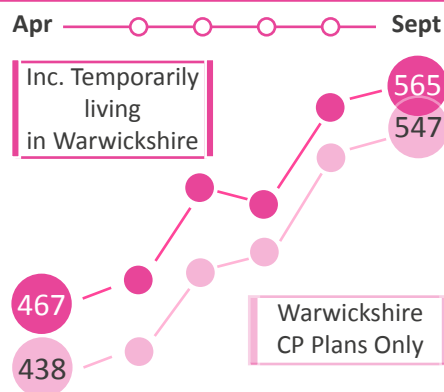 Apr
Sept
Inc. Temporarily
living
in Warwickshire
565
547
467
438
Warwickshire
CP Plans Only